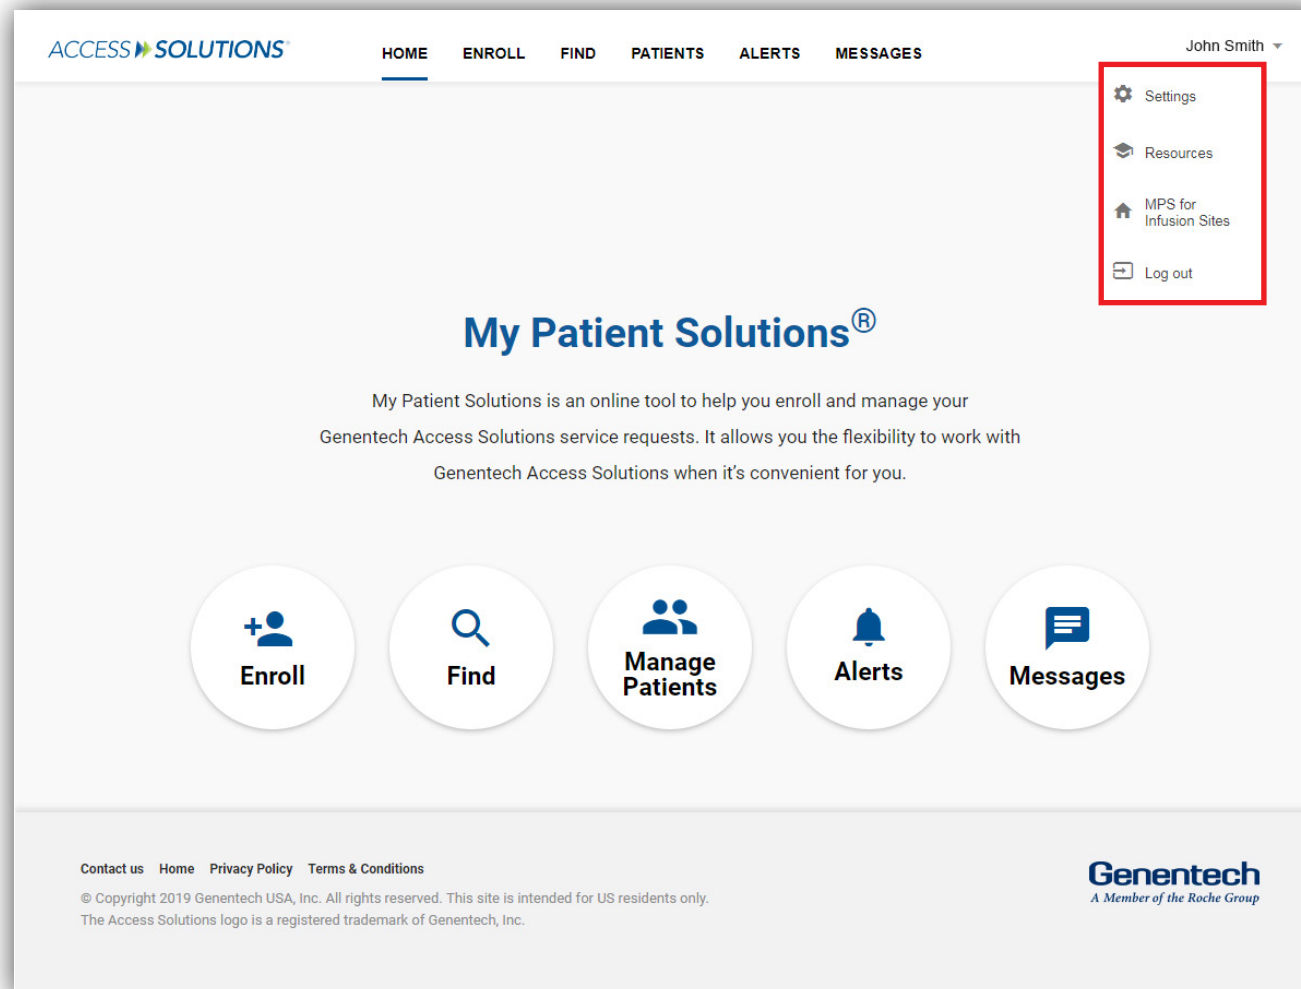 ACCESS SOLUTIONS®
HOME ENROLL FIND PATIENTS ALERTS MESSAGES
John Smith
Settings
Resources
MPS for
Infusion Sites
Log out
My Patient Solutions®
My Patient Solutions is an online tool to help you enroll and manage your
Genentech Access Solutions service requests. It allows you the flexibility to work with
Genentech Access Solutions when it's convenient for you.
Enroll
Find
Manage
Patients
Alerts
Messages
Contact us Home Privacy Policy Terms & Conditions
© Copyright 2019 Genentech USA, Inc. All rights reserved. This site is intended for US residents only.
The Access Solutions logo is a registered trademark of Genentech, Inc.
Genentech
A Member of the Roche Group